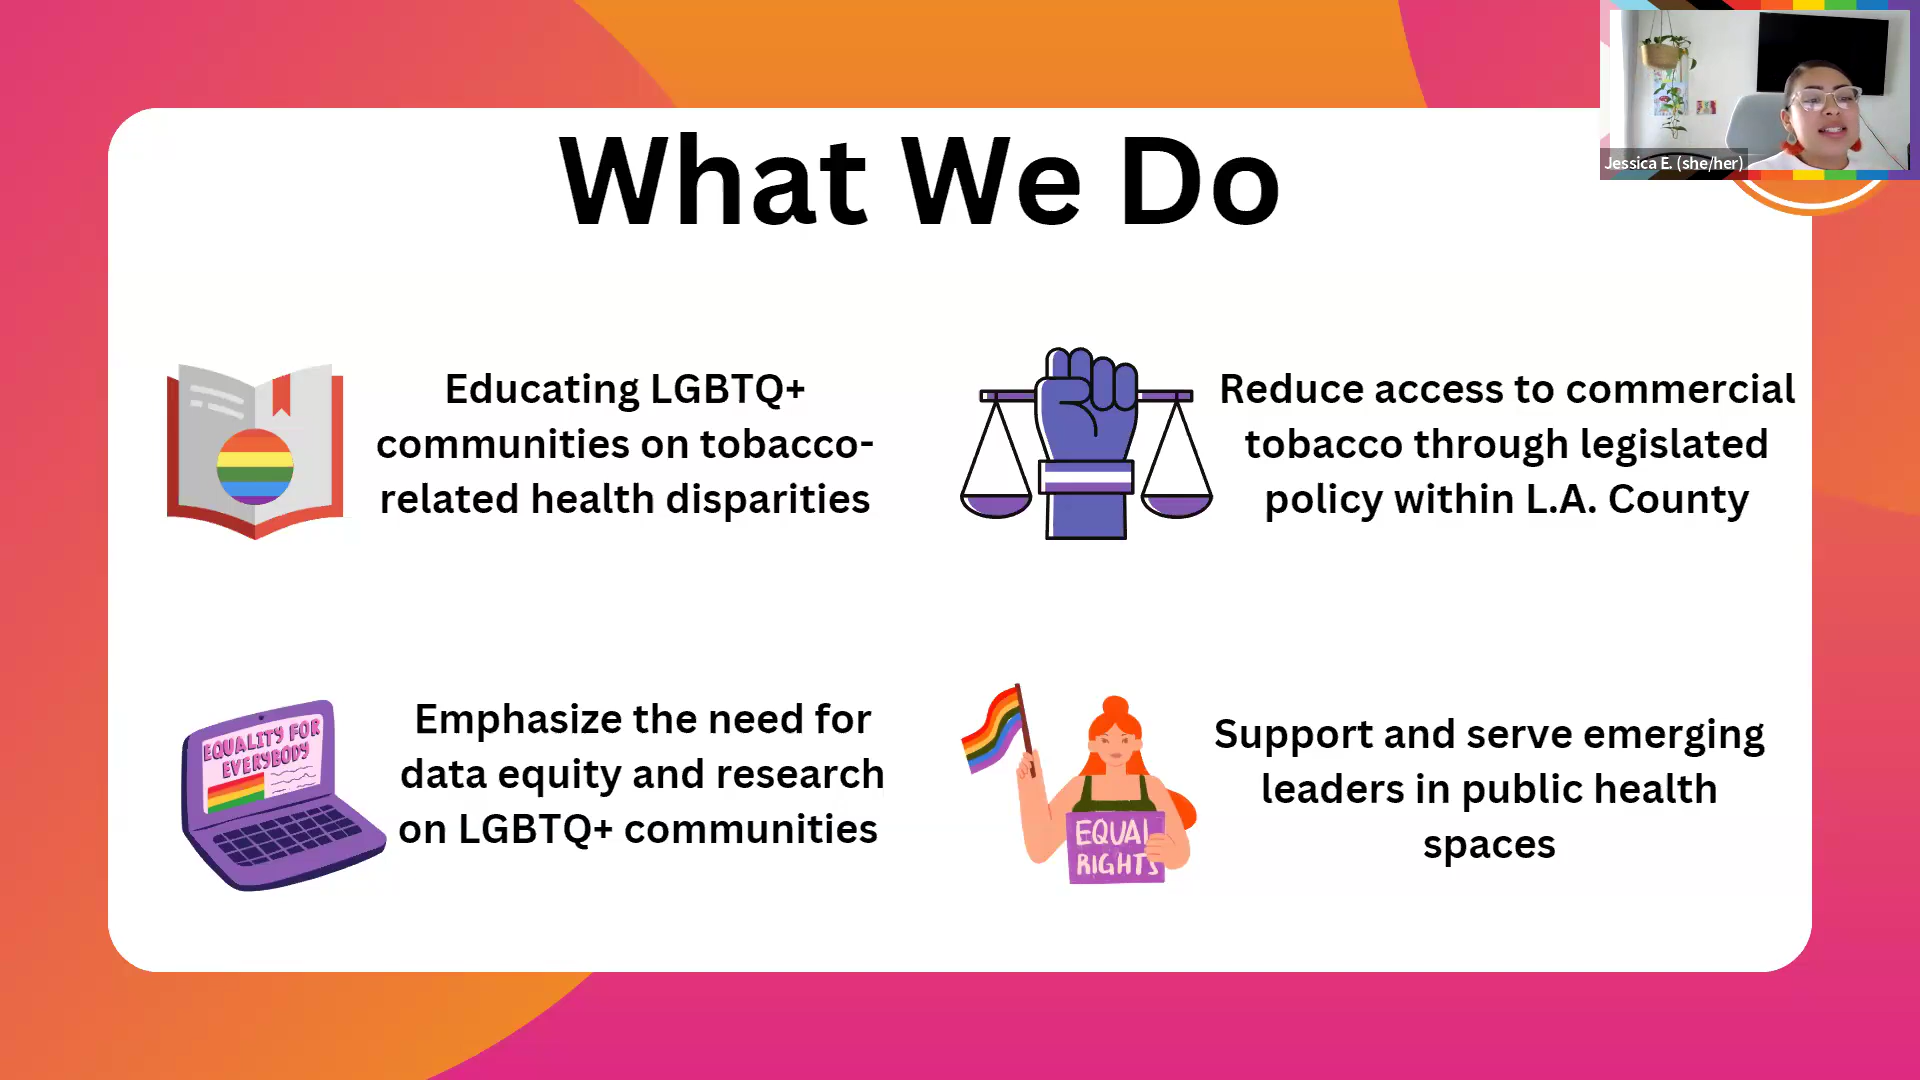 What We Do
Jessica E. (she/her)
Educating LGBTQ+
communities on tobacco-
related health disparities
Reduce access to commercial
tobacco through legislated
policy within L.A. County
EQUALITY FOR
EVERYBODY
Emphasize the need for
data equity and research
on LGBTQ+ communities
EQUAL
RIGHTS
Support and serve emerging
leaders in public health
spaces